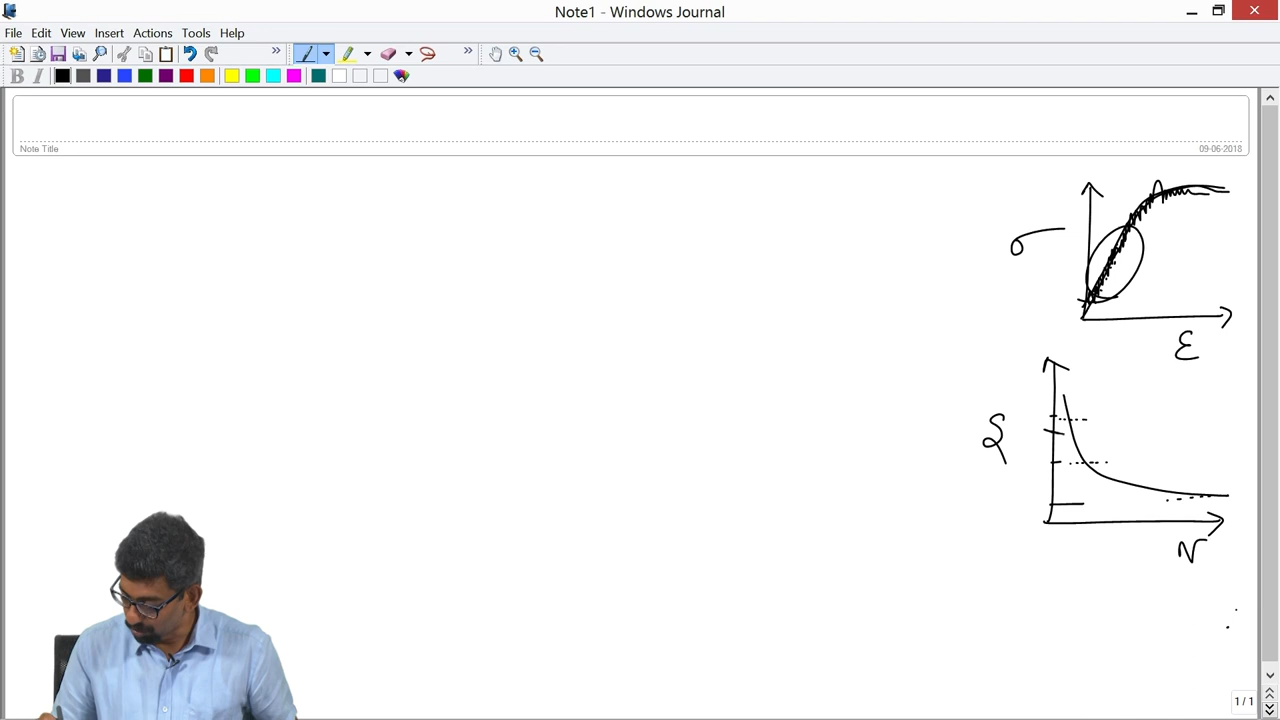 Note1 - Windows Journal
File Edit View Insert Actions Tools Help
B I
Note Title
09-06-2018
σ
ε
S
N
1 / 1